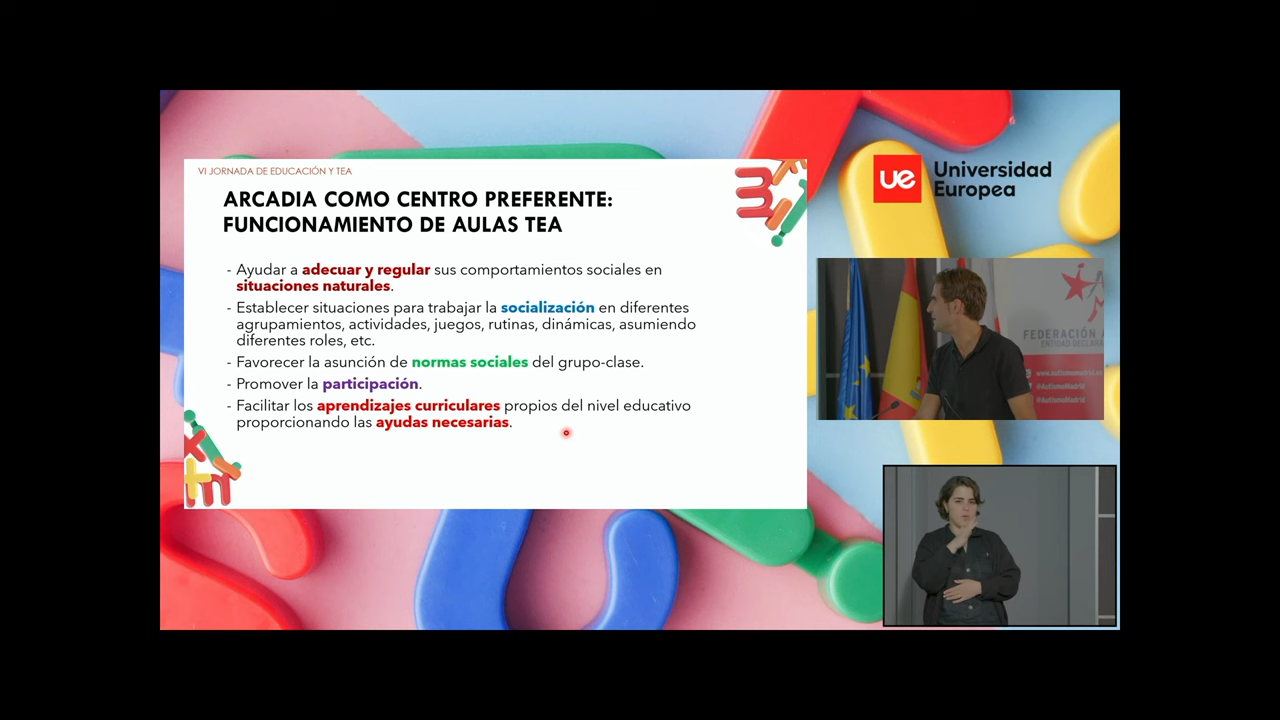 VI JORNADA DE EDUCACIÓN Y TEA
ARCADIA COMO CENTRO PREFERENTE:
FUNCIONAMIENTO DE AULAS TEA
- Ayudar a adecuar y regular sus comportamientos sociales en
situaciones naturales.
- Establecer situaciones para trabajar la socialización en diferentes
agrupamientos, actividades, juegos, rutinas, dinámicas, asumiendo
diferentes roles, etc.
- Favorecer la asunción de normas sociales del grupo-clase.
- Promover la participación.
- Facilitar los aprendizajes curriculares propios del nivel educativo
proporcionando las ayudas necesarias.
ue Universidad
Europea
FEDERACIÓN
ENTIDAD
@AutismoMadrid
@AutismoMadrid